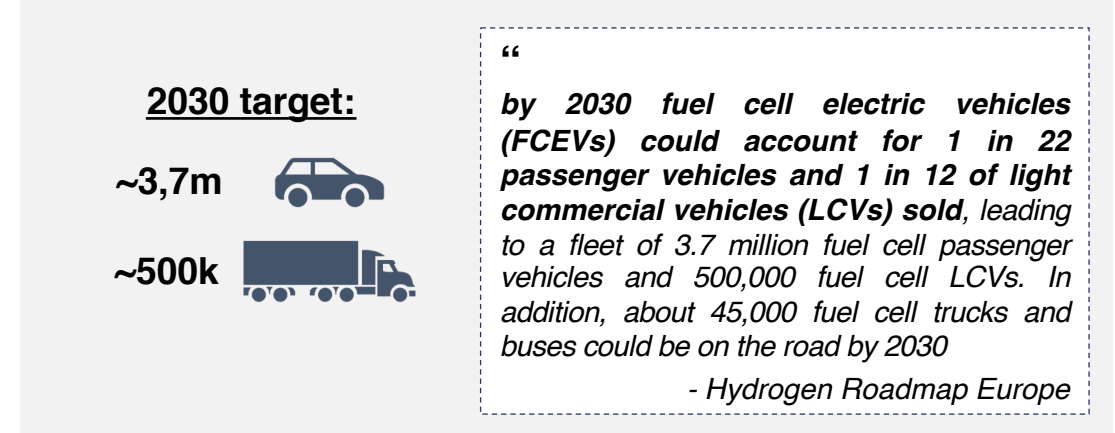 2030 target:
~3,7m
~500k
“
by 2030 fuel cell electric vehicles
(FCEVs) could account for 1 in 22
passenger vehicles and 1 in 12 of light
commercial vehicles (LCVs) sold, leading
to a fleet of 3.7 million fuel cell passenger
vehicles and 500,000 fuel cell LCVs. In
addition, about 45,000 fuel cell trucks and
buses could be on the road by 2030
- Hydrogen Roadmap Europe